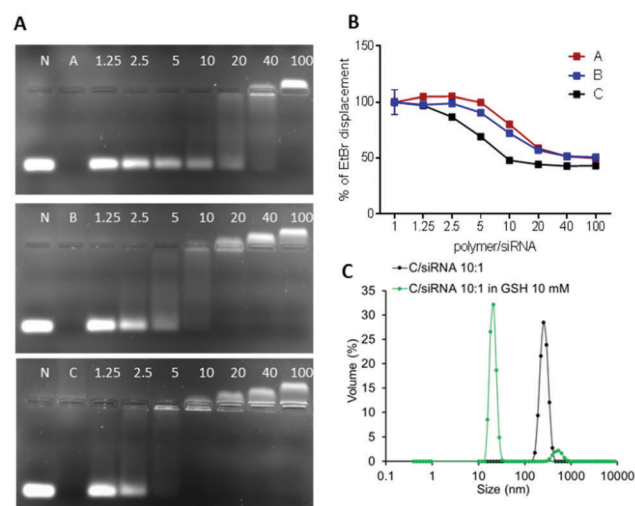 A
N A 1.25 2.5 5 10 20 40 100
N B 1.25 2.5 5 10 20 40 100
N C 1.25 2.5 5 10 20 40 100
B
% of EtBr displacement
150
100
50
0
1 1.25 2.5 5 10 20 40 100
polymer/siRNA
A
B
C
C
C/siRNA 10:1
C/siRNA 10:1 in GSH 10 mM
Volume (%)
35
30
25
20
15
10
5
0
0.1 1 10 100 1000 10000
Size (nm)